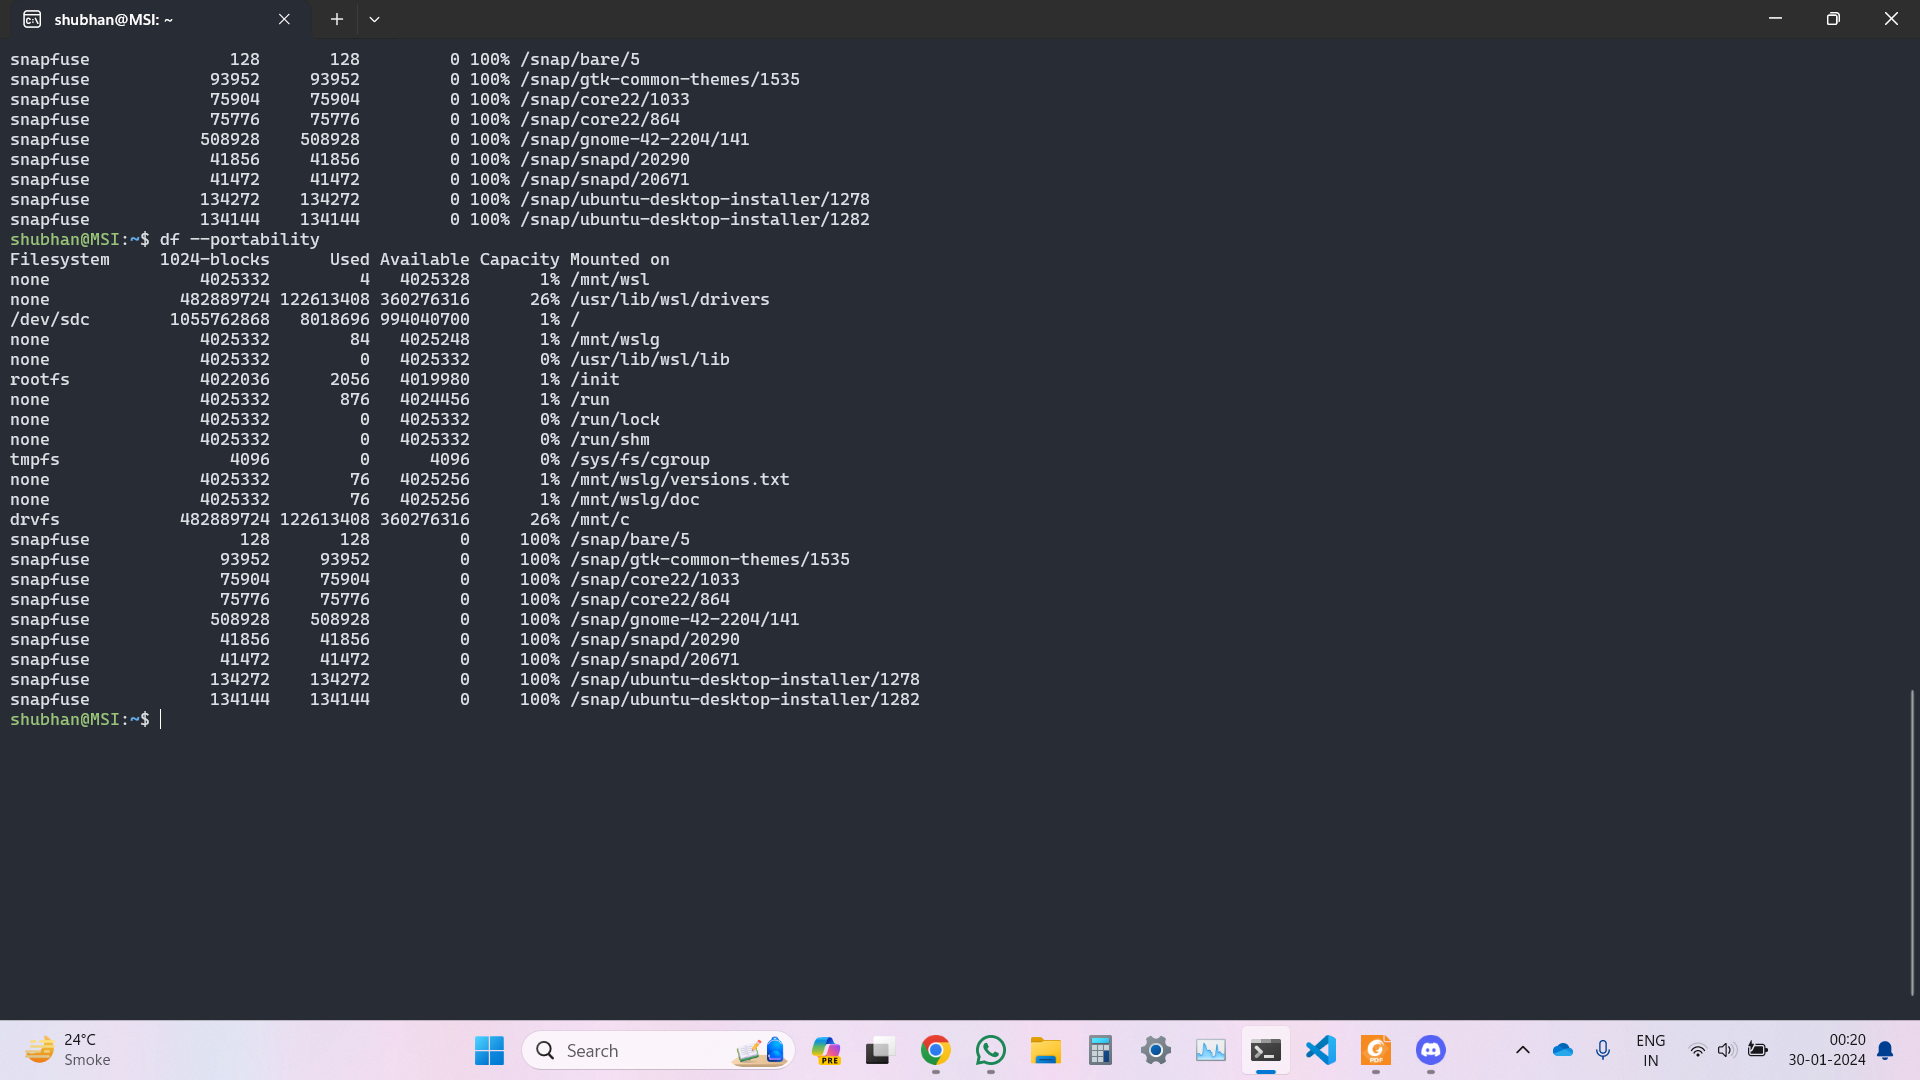 shubhan@MSI: ~
snapfuse 128 128 0 100% /snap/bare/5
snapfuse 93952 93952 0 100% /snap/gtk-common-themes/1535
snapfuse 75904 75904 0 100% /snap/core22/1033
snapfuse 75776 75776 0 100% /snap/core22/864
snapfuse 508928 508928 0 100% /snap/gnome-42-2204/141
snapfuse 41856 41856 0 100% /snap/snapd/20290
snapfuse 41472 41472 0 100% /snap/snapd/20671
snapfuse 134272 134272 0 100% /snap/ubuntu-desktop-installer/1278
snapfuse 134144 134144 0 100% /snap/ubuntu-desktop-installer/1282
shubhan@MSI:~$ df --portability
Filesystem 1024-blocks Used Available Capacity Mounted on
none 4025332 4 4025328 1% /mnt/wsl
none 482889724 122613408 360276316 26% /usr/lib/wsl/drivers
/dev/sdc 1055762868 8018696 994040700 1% /
none 4025332 84 4025248 1% /mnt/wslg
none 4025332 0 4025332 0% /usr/lib/wsl/lib
rootfs 4022036 2056 4019980 1% /init
none 4025332 876 4024456 1% /run
none 4025332 0 4025332 0% /run/lock
none 4025332 0 4025332 0% /run/shm
tmpfs 4096 0 4096 0% /sys/fs/cgroup
none 4025332 76 4025256 1% /mnt/wslg/versions.txt
none 4025332 76 4025256 1% /mnt/wslg/doc
drvfs 482889724 122613408 360276316 26% /mnt/c
snapfuse 128 128 0 100% /snap/bare/5
snapfuse 93952 93952 0 100% /snap/gtk-common-themes/1535
snapfuse 75904 75904 0 100% /snap/core22/1033
snapfuse 75776 75776 0 100% /snap/core22/864
snapfuse 508928 508928 0 100% /snap/gnome-42-2204/141
snapfuse 41856 41856 0 100% /snap/snapd/20290
snapfuse 41472 41472 0 100% /snap/snapd/20671
snapfuse 134272 134272 0 100% /snap/ubuntu-desktop-installer/1278
snapfuse 134144 134144 0 100% /snap/ubuntu-desktop-installer/1282
shubhan@MSI:~$
24°C
Smoke
Search
PRE
PDF
ENG
IN
00:20
30-01-2024